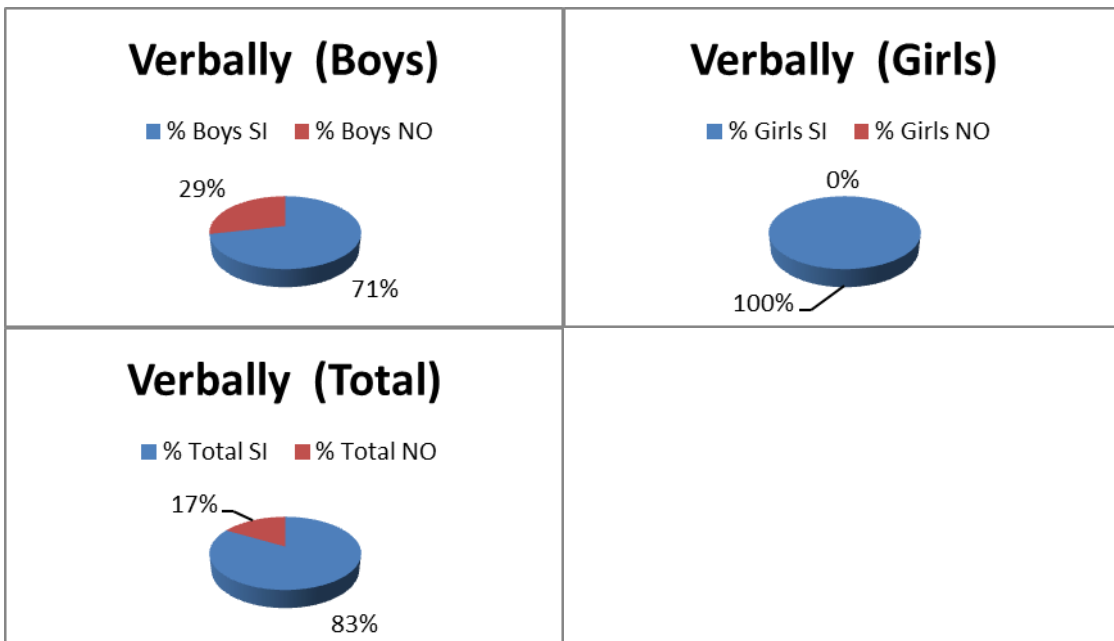 Verbally (Boys)
% Boys SI % Boys NO
29%
71%
Verbally (Girls)
% Girls SI % Girls NO
0%
100%
Verbally (Total)
% Total SI % Total NO
17%
83%